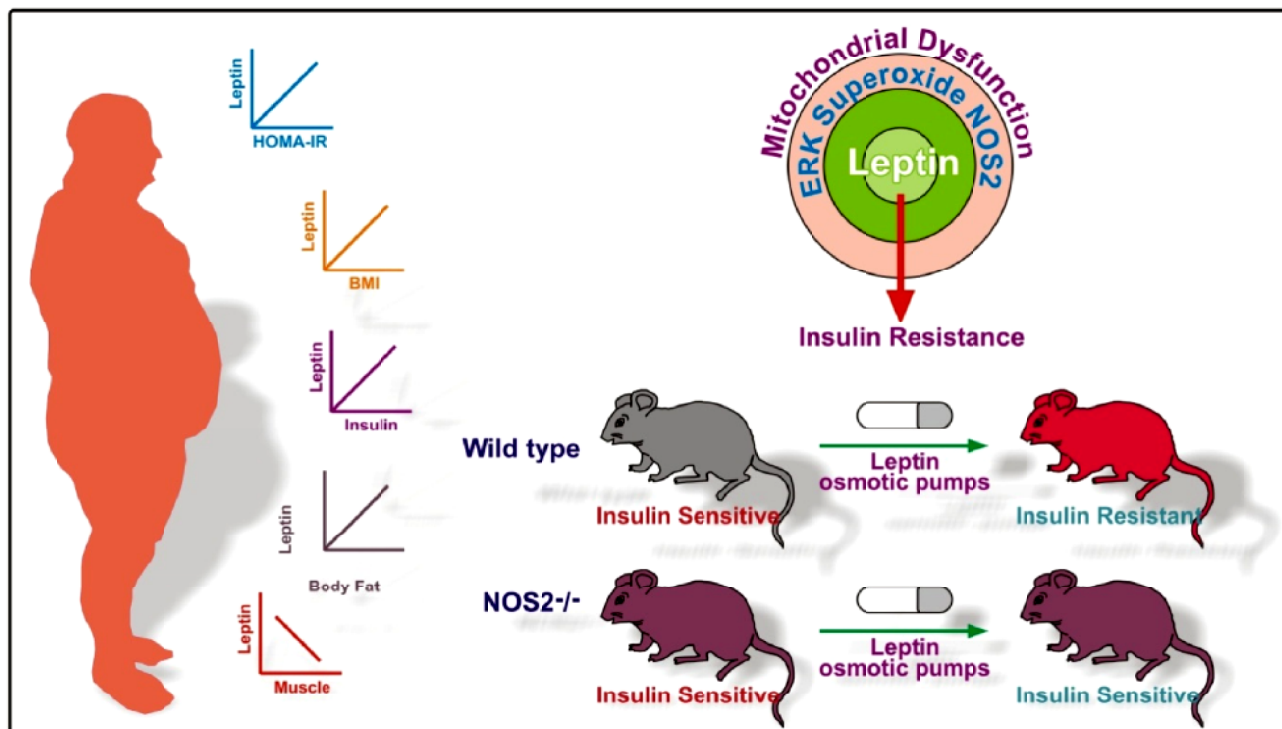 Leptin
HOMA-IR
Leptin
BMI
Leptin
Insulin
Leptin
Body Fat
Leptin
Muscle
Mitochondrial Dysfunction
ERK Superoxide NOS2
Leptin
Insulin Resistance
Wild type
Insulin Sensitive
Leptin
osmotic pumps
Insulin Resistant
NOS2-/-
Insulin Sensitive
Leptin
osmotic pumps
Insulin Sensitive